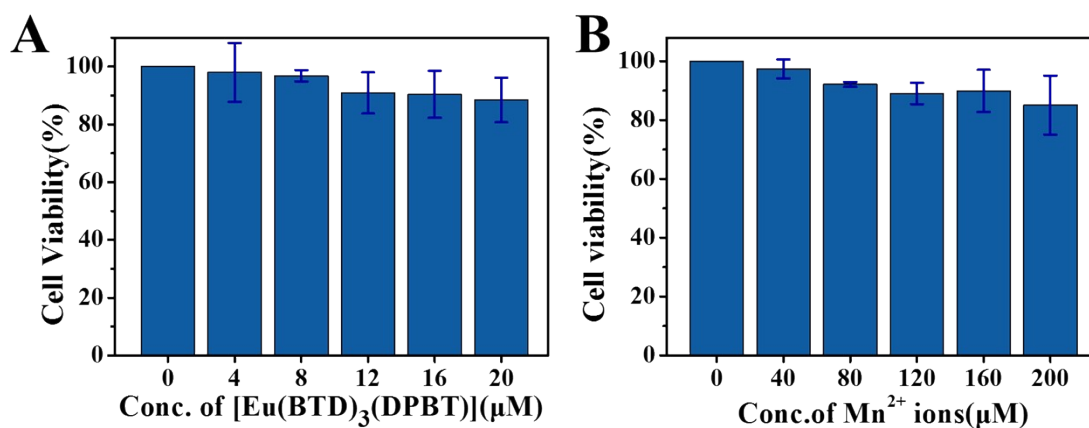 A
Cell Viability(%)
100
80
60
40
20
0
0 4 8 12 16 20
Conc. of [Eu(BTD)₃(DPBT)](μM)
B
Cell viability(%)
100
80
60
40
20
0
0 40 80 120 160 200
Conc.of Mn²⁺ ions(μM)